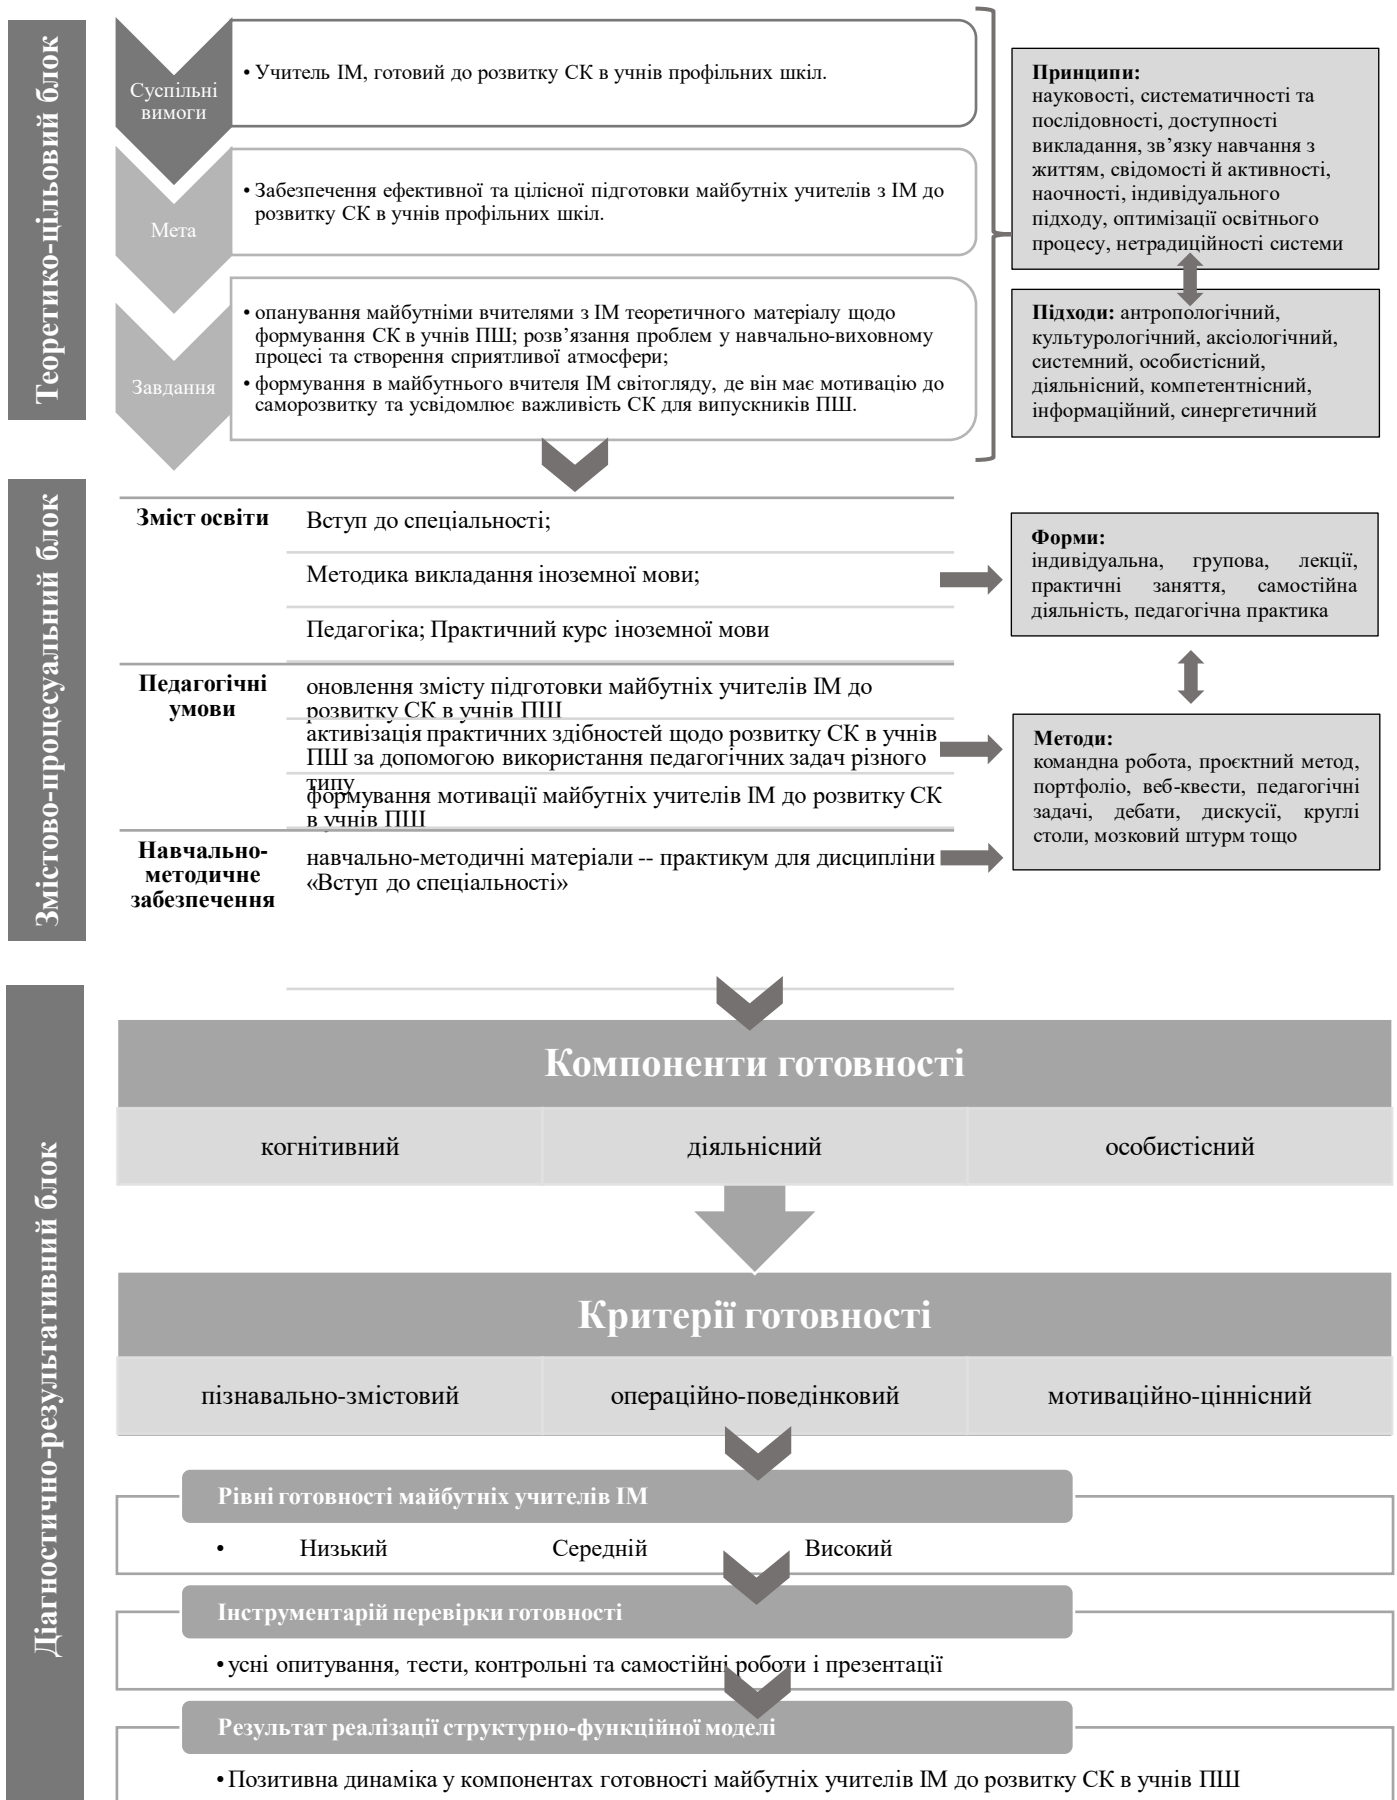 Теоретико-цільовий блок
Суспільні
вимоги
• Учитель ІМ, готовий до розвитку СК в учнів профільних шкіл.
Мета
• Забезпечення ефективної та цілісної підготовки майбутніх учителів з ІМ до
розвитку СК в учнів профільних шкіл.
Завдання
• опанування майбутніми вчителями з ІМ теоретичного матеріалу щодо
формування СК в учнів ПШ; розв’язання проблем у навчально-виховному
процесі та створення сприятливої атмосфери;
• формування в майбутнього вчителя ІМ світогляду, де він має мотивацію до
саморозвитку та усвідомлює важливість СК для випускників ПШ.
Принципи:
науковості, систематичності та
послідовності, доступності
викладання, зв’язку навчання з
життям, свідомості й активності,
наочності, індивідуального
підходу, оптимізації освітнього
процесу, нетрадиційності системи
Підходи: антропологічний,
культурологічний, аксіологічний,
системний, особистісний,
діяльнісний, компетентнісний,
інформаційний, синергетичний
Змістово-процесуальний блок
Зміст освіти
Вступ до спеціальності;
Методика викладання іноземної мови;
Педагогіка; Практичний курс іноземної мови
Педагогічні
умови
оновлення змісту підготовки майбутніх учителів ІМ до
розвитку СК в учнів ПШ
активізація практичних здібностей щодо розвитку СК в учнів
ПШ за допомогою використання педагогічних задач різного
типу
формування мотивації майбутніх учителів ІМ до розвитку СК
в учнів ПШ
Навчально-
методичне
забезпечення
навчально-методичні матеріали -- практикум для дисципліни
«Вступ до спеціальності»
Форми:
індивідуальна, групова, лекції,
практичні заняття, самостійна
діяльність, педагогічна практика
Методи:
командна робота, проєктний метод,
портфоліо, веб-квести, педагогічні
задачі, дебати, дискусії, круглі
столи, мозковий штурм тощо
Діагностично-результативний блок
Компоненти готовності
когнітивний діяльнісний особистісний
Критерії готовності
пізнавально-змістовий операційно-поведінковий мотиваційно-ціннісний
Рівні готовності майбутніх учителів ІМ
• Низький Середній Високий
Інструментарій перевірки готовності
• усні опитування, тести, контрольні та самостійні роботи і презентації
Результат реалізації структурно-функційної моделі
• Позитивна динаміка у компонентах готовності майбутніх учителів ІМ до розвитку СК в учнів ПШ